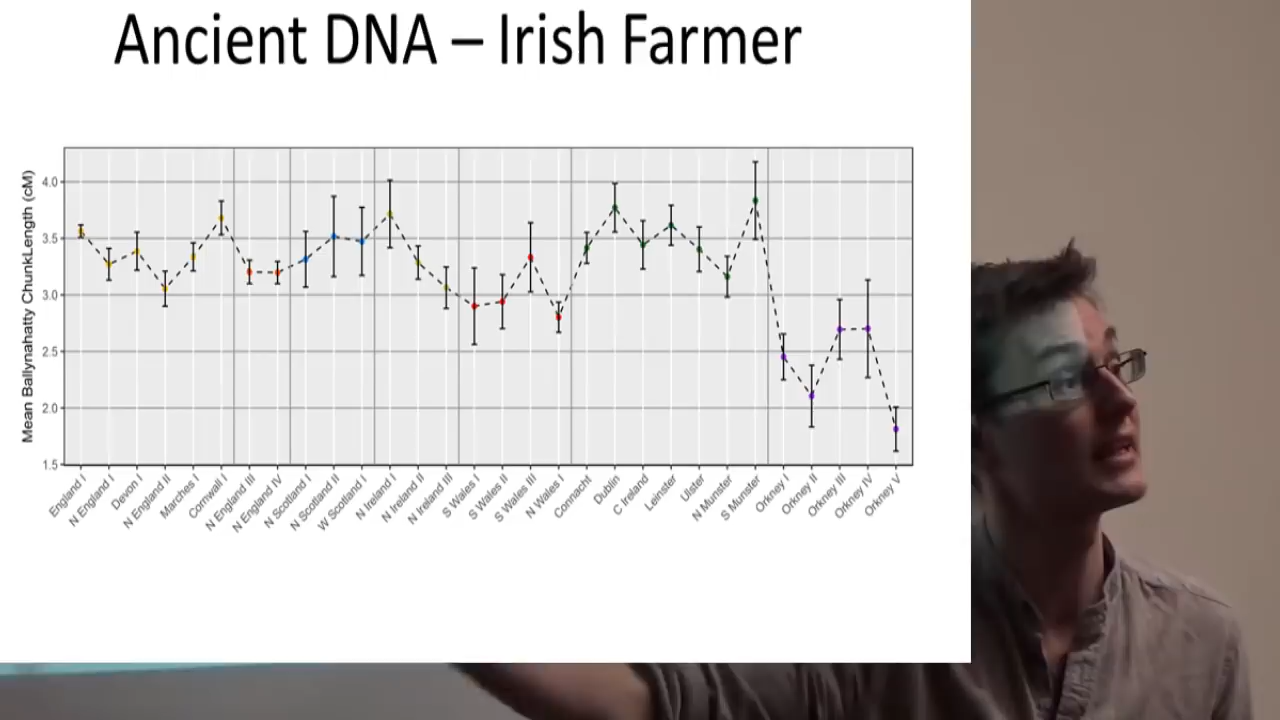 Ancient DNA – Irish Farmer
Mean Ballynahatty ChunkLength (cM)
4.0
3.5
3.0
2.5
2.0
1.5
England I
N England I
Devon I
N England II
Marches I
Cornwall I
N England III
N England IV
N Scotland I
N Scotland II
W Scotland I
N Ireland I
N Ireland II
N Ireland III
S Wales I
S Wales II
S Wales III
N Wales I
Connacht
Dublin
C Ireland
Leinster
Ulster
N Munster
S Munster
Orkney I
Orkney II
Orkney III
Orkney IV
Orkney V